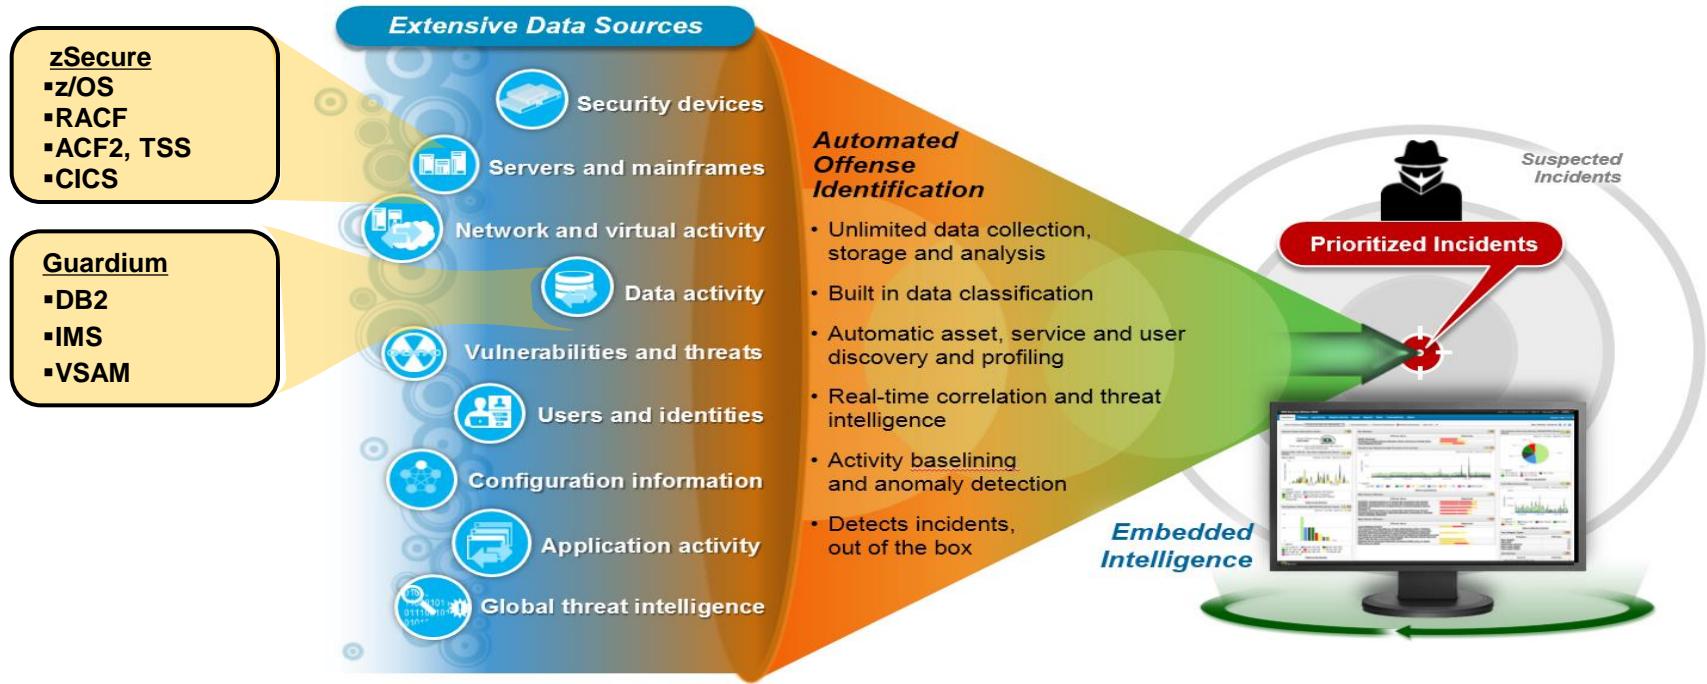 Extensive Data Sources
zSecure
▪z/OS
▪RACF
▪ACF2, TSS
▪CICS
Guardium
▪DB2
▪IMS
▪VSAM
Security devices
Servers and mainframes
Network and virtual activity
Data activity
Vulnerabilities and threats
Users and identities
Configuration information
Application activity
Global threat intelligence
Automated
Offense
Identification
• Unlimited data collection,
storage and analysis
• Built in data classification
• Automatic asset, service and user
discovery and profiling
• Real-time correlation and threat
intelligence
• Activity baselining
and anomaly detection
• Detects incidents,
out of the box
Suspected
Incidents
Prioritized Incidents
Embedded
Intelligence